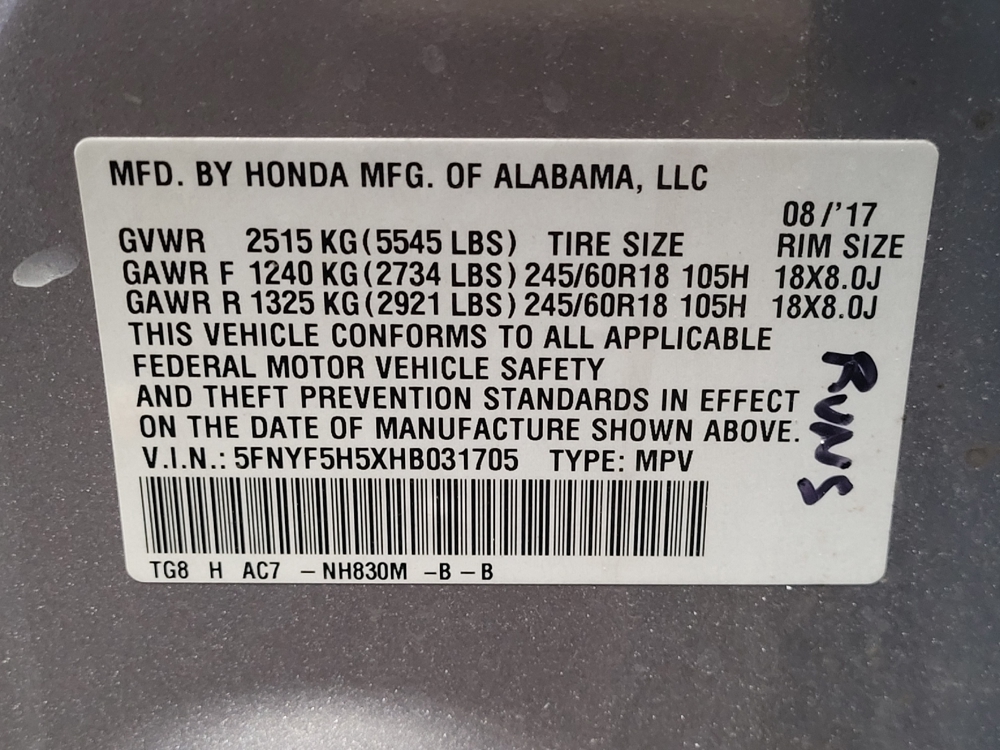 MFD. BY HONDA MFG. OF ALABAMA, LLC
08/'17
GVWR 2515 KG(5545 LBS) TIRE SIZE RIM SIZE
GAWR F 1240 KG(2734 LBS) 245/60R18 105H 18X8.0J
GAWR R 1325 KG(2921 LBS) 245/60R18 105H 18X8.0J
THIS VEHICLE CONFORMS TO ALL APPLICABLE
FEDERAL MOTOR VEHICLE SAFETY
AND THEFT PREVENTION STANDARDS IN EFFECT
ON THE DATE OF MANUFACTURE SHOWN ABOVE.
V.I.N.: 5FNYF5H5XHB031705 TYPE: MPV
TG8 H AC7 -NH830M -B-B
RUNS